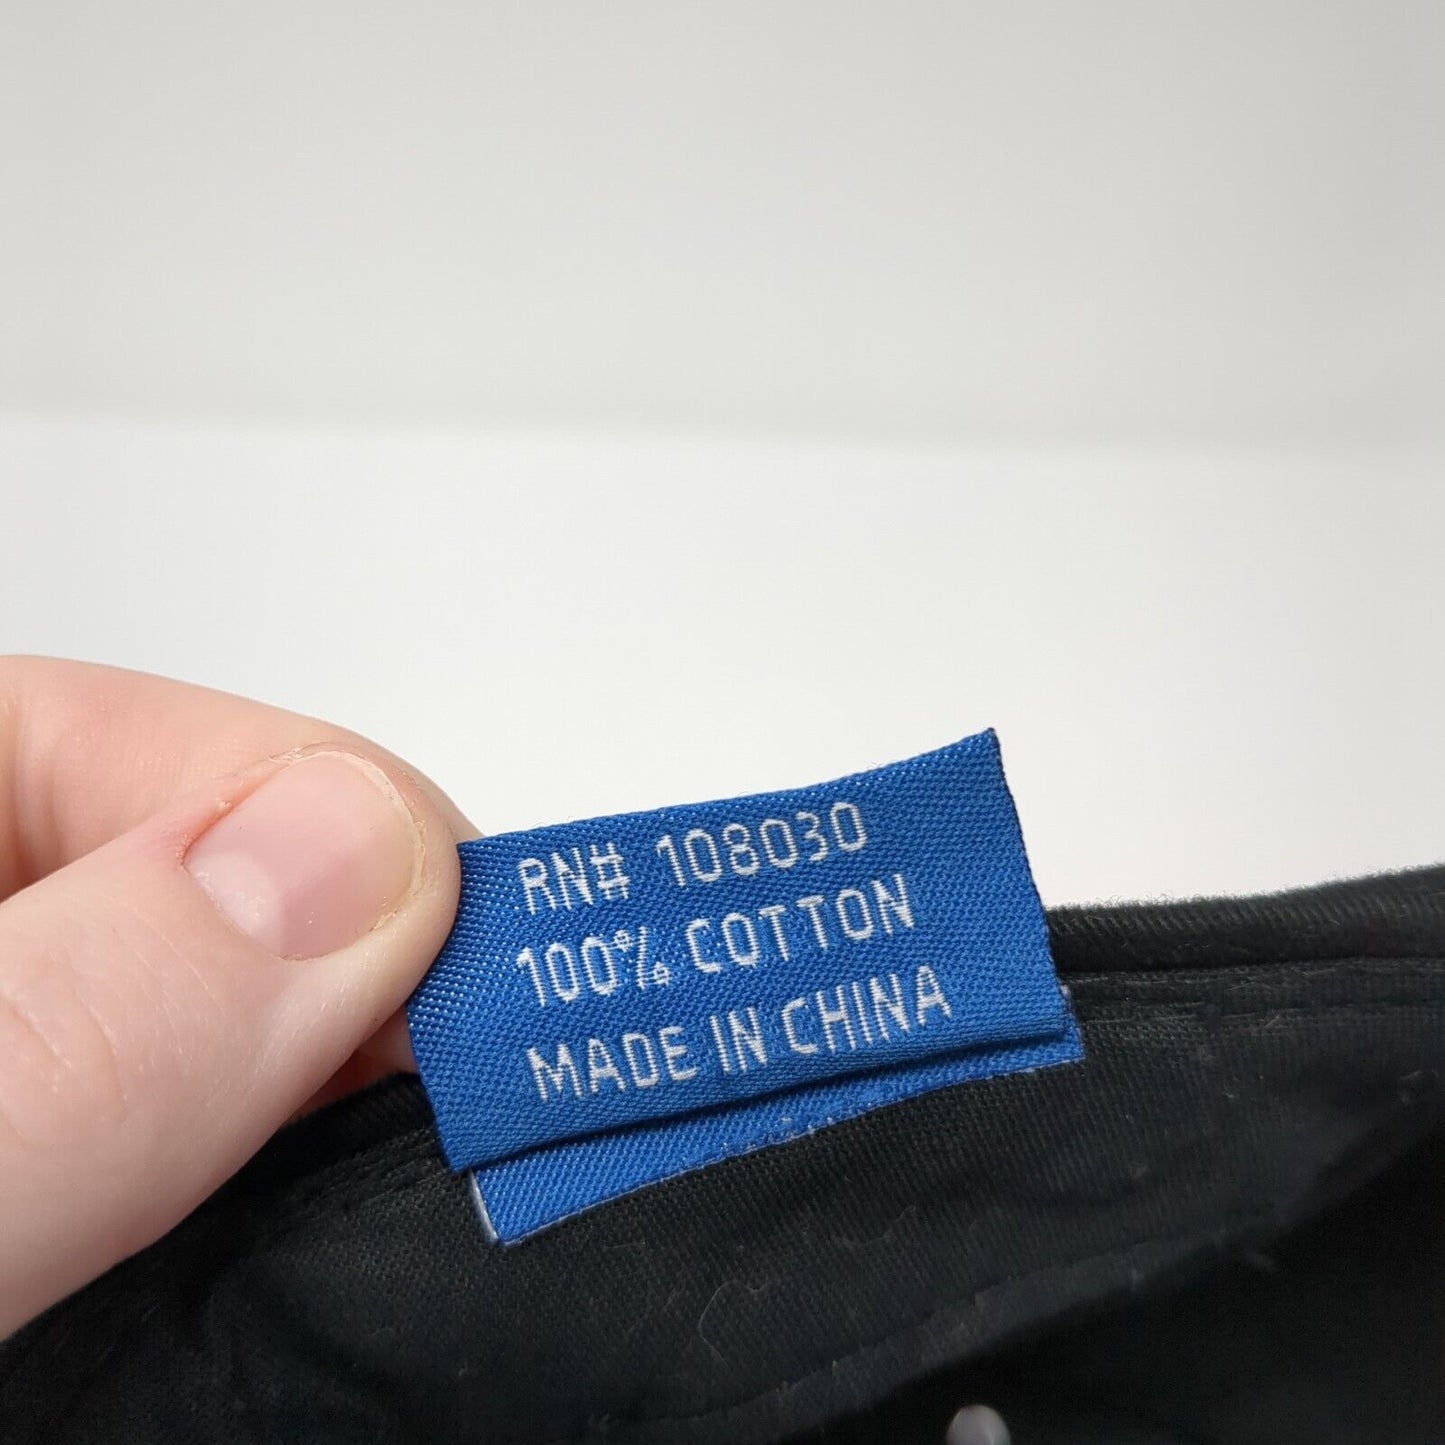 RN# 108030
100% COTTON
MADE IN CHINA